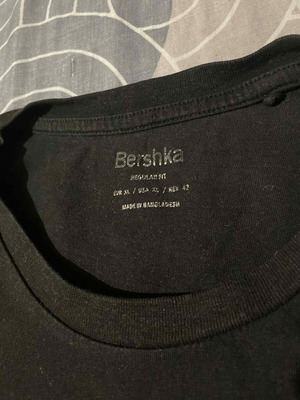 Bershka
REGULAR FIT
EUR XL / USA XL / MEX 42
MADE IN BANGLADESH